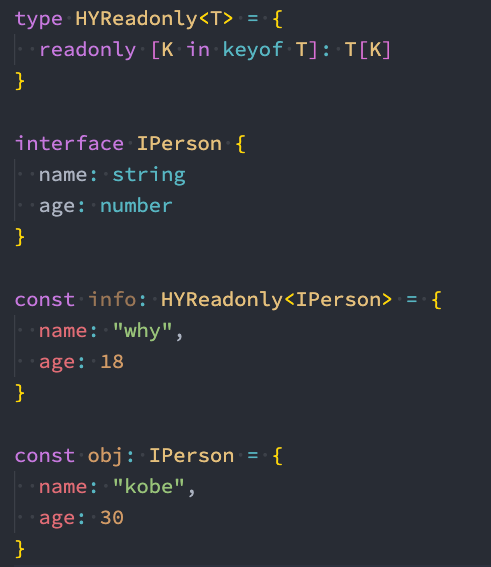 type HYReadonly<T> = {
  readonly [K in keyof T]: T[K]
}

interface IPerson {
  name: string
  age: number
}

const info: HYReadonly<IPerson> = {
  name: "why",
  age: 18
}

const obj: IPerson = {
  name: "kobe",
  age: 30
}